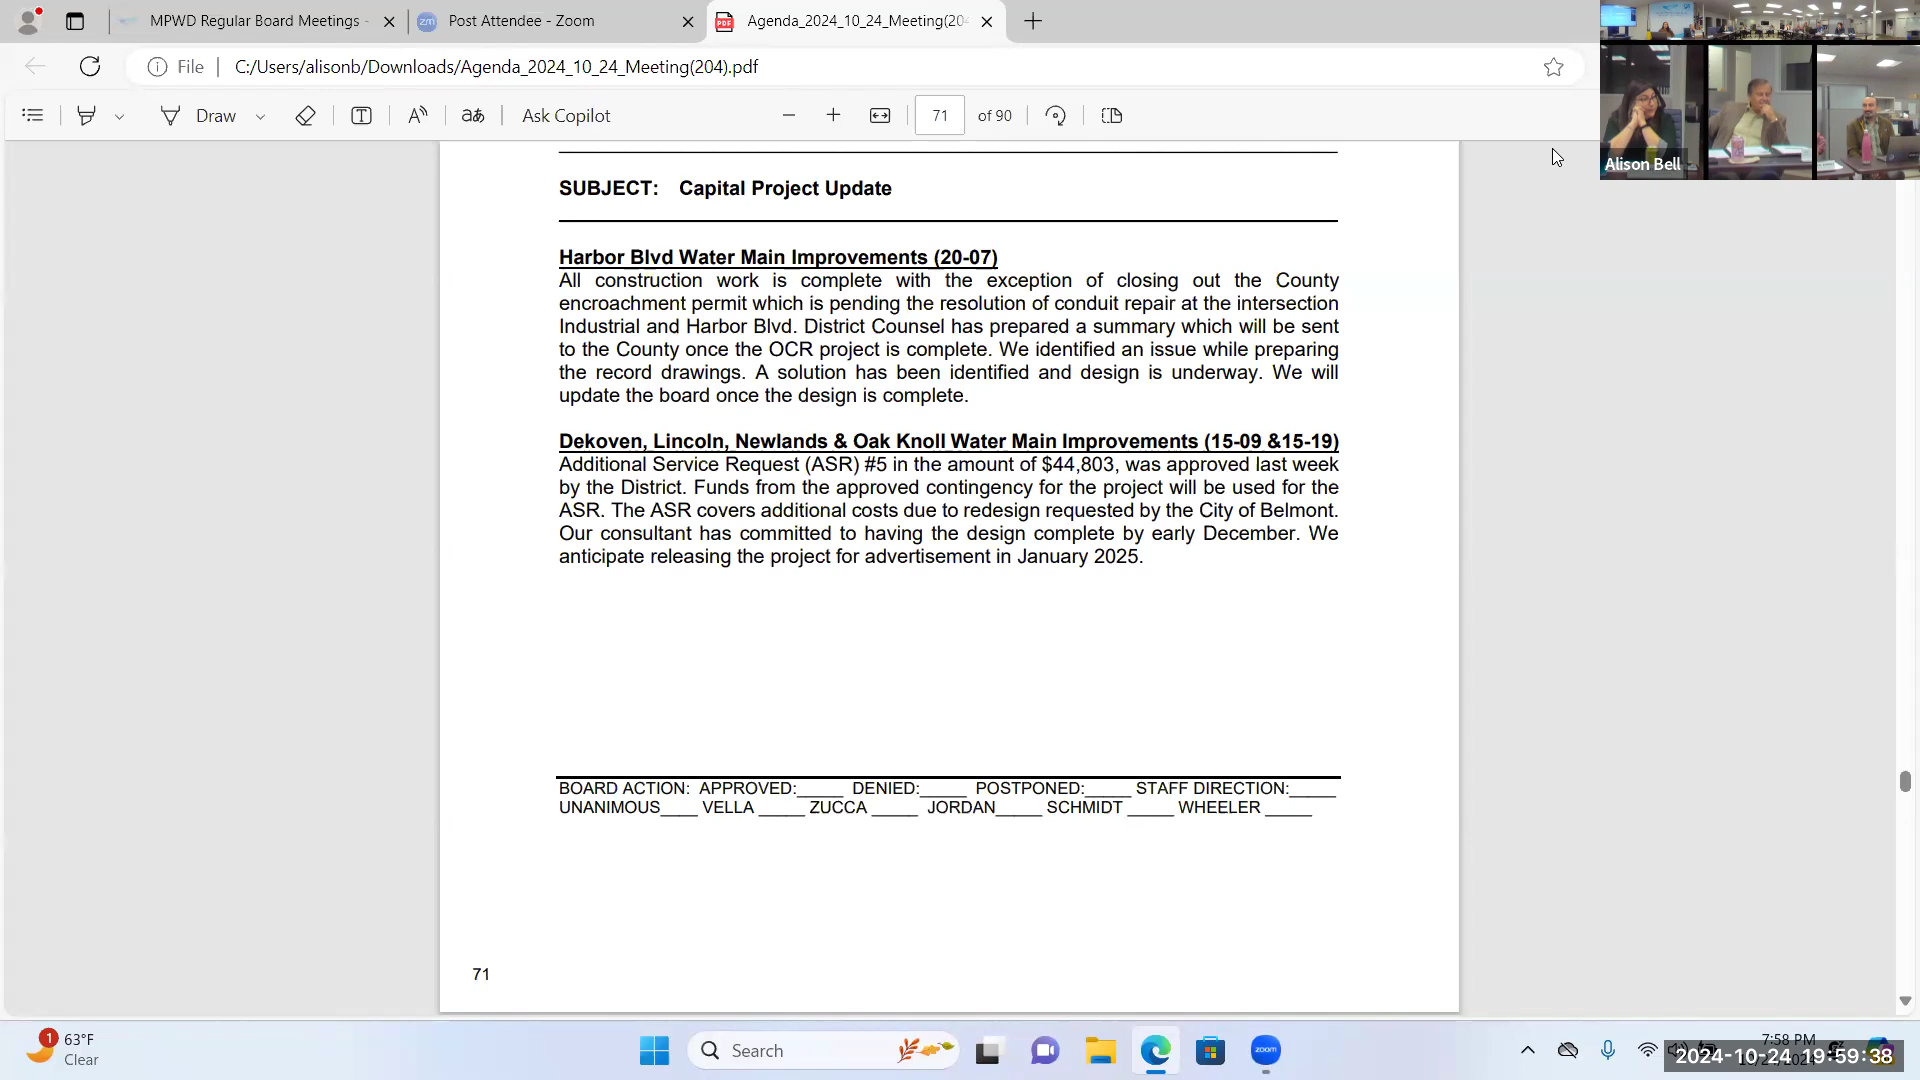 MPWD Regular Board Meetings -
Post Attendee - Zoom
Agenda_2024_10_24_Meeting(204
File
C:/Users/alisonb/Downloads/Agenda_2024_10_24_Meeting(204).pdf
Draw
Ask Copilot
71 of 90
Alison Bell
SUBJECT: Capital Project Update
Harbor Blvd Water Main Improvements (20-07)
All construction work is complete with the exception of closing out the County
encroachment permit which is pending the resolution of conduit repair at the intersection
Industrial and Harbor Blvd. District Counsel has prepared a summary which will be sent
to the County once the OCR project is complete. We identified an issue while preparing
the record drawings. A solution has been identified and design is underway. We will
update the board once the design is complete.
Dekoven, Lincoln, Newlands & Oak Knoll Water Main Improvements (15-09 &15-19)
Additional Service Request (ASR) #5 in the amount of $44,803, was approved last week
by the District. Funds from the approved contingency for the project will be used for the
ASR. The ASR covers additional costs due to redesign requested by the City of Belmont.
Our consultant has committed to having the design complete by early December. We
anticipate releasing the project for advertisement in January 2025.
BOARD ACTION: APPROVED:_____ DENIED:_____ POSTPONED:_____ STAFF DIRECTION:_____
UNANIMOUS____ VELLA _____ ZUCCA _____ JORDAN_____ SCHMIDT _____ WHEELER _____
71
1
63°F
Clear
Search
zoom
7:58 PM
2024-10-24 19:59:38